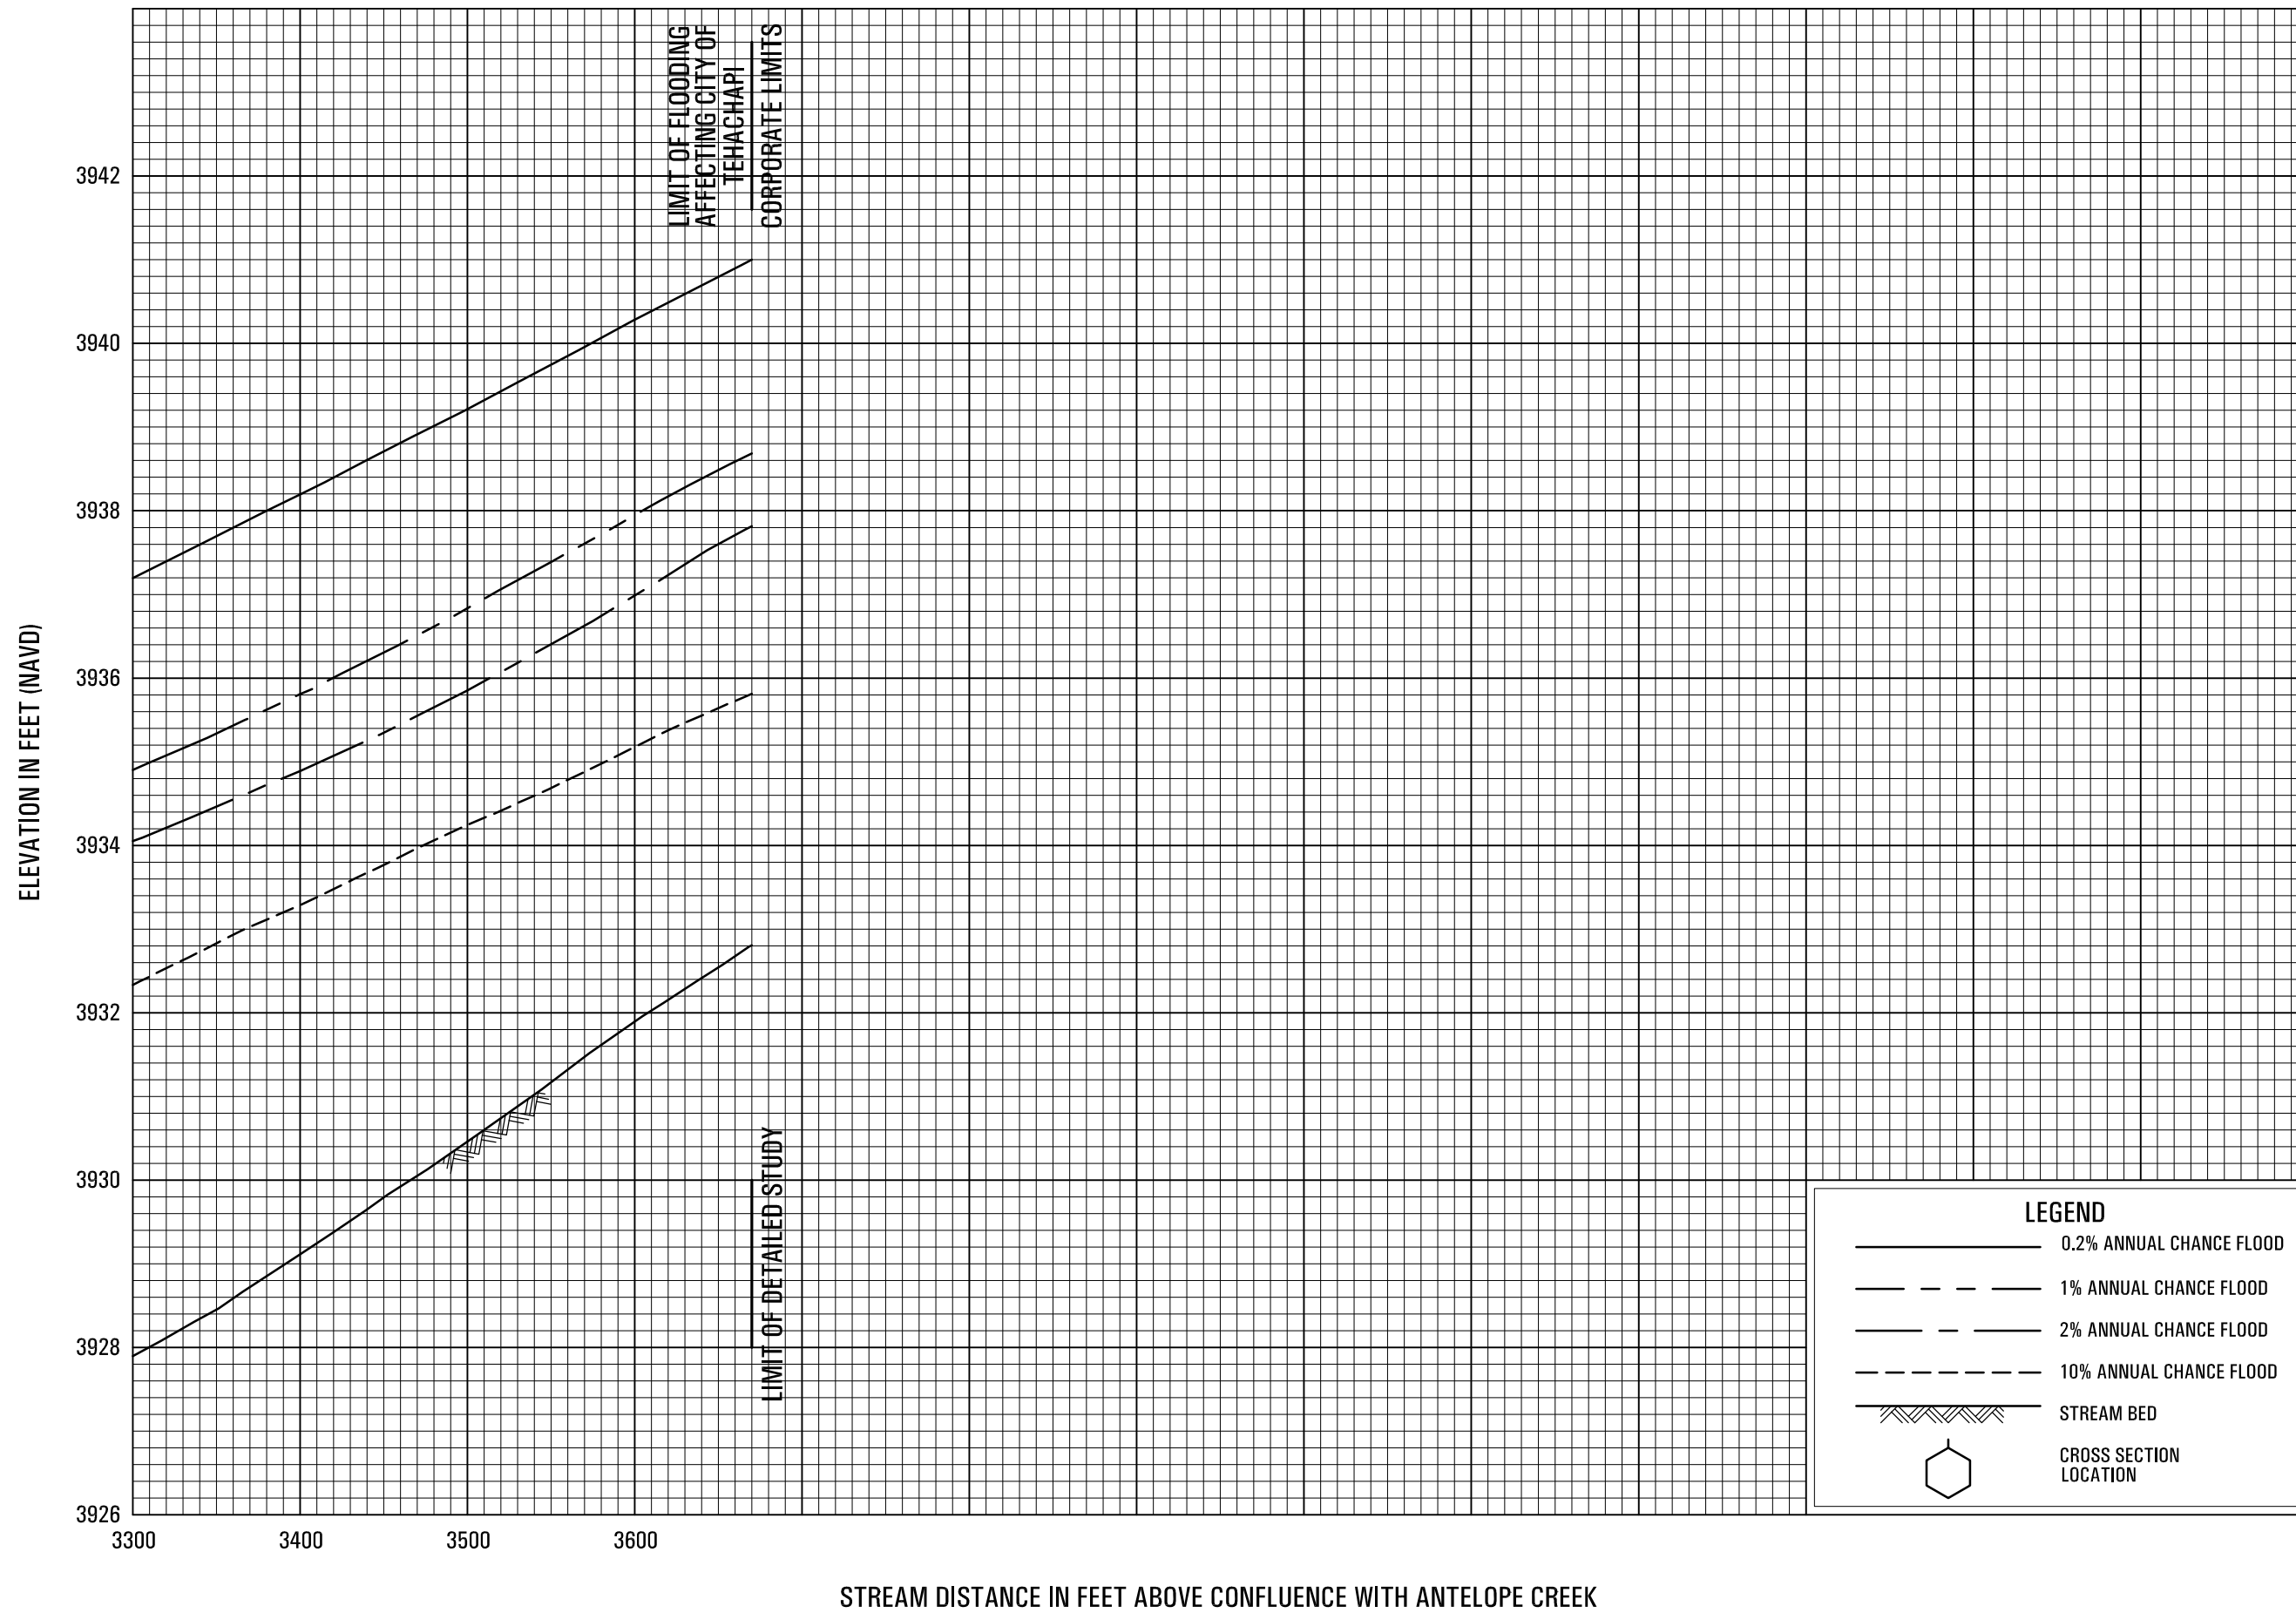 LIMIT OF FLOODING
AFFECTING CITY OF
TEHACHAPI
CORPORATE LIMITS
ELEVATION IN FEET (NAVD)
3942
3940
3938
3936
3934
3932
3930
3928
3926
LIMIT OF DETAILED STUDY
LEGEND
0.2% ANNUAL CHANCE FLOOD
1% ANNUAL CHANCE FLOOD
2% ANNUAL CHANCE FLOOD
10% ANNUAL CHANCE FLOOD
STREAM BED
CROSS SECTION
LOCATION
3300 3400 3500 3600
STREAM DISTANCE IN FEET ABOVE CONFLUENCE WITH ANTELOPE CREEK